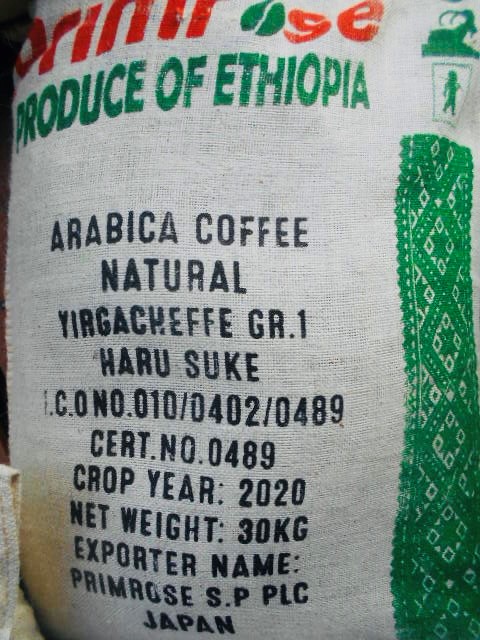 Primrose
PRODUCE OF ETHIOPIA
ARABICA COFFEE
NATURAL
YIRGACHEFFE GR.1
HARU SUKE
I.C.O NO.010/0402/0489
CERT.NO.0489
CROP YEAR: 2020
NET WEIGHT: 30KG
EXPORTER NAME:
PRIMROSE S.P PLC
JAPAN